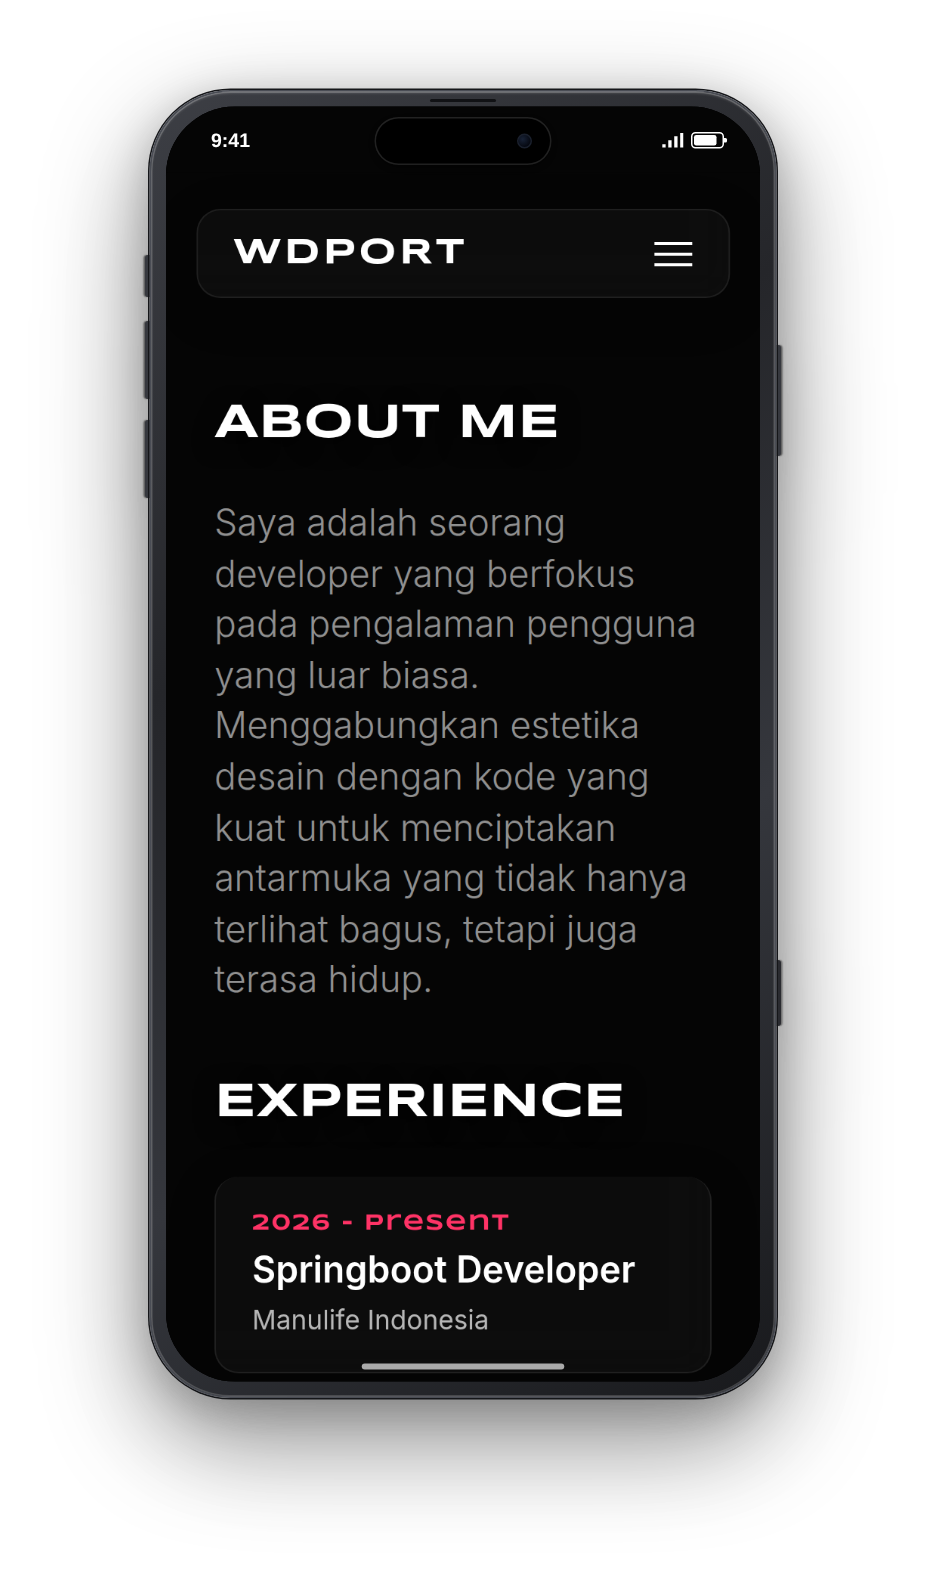 9:41
WDPORT
ABOUT ME
Saya adalah seorang
developer yang berfokus
pada pengalaman pengguna
yang luar biasa.
Menggabungkan estetika
desain dengan kode yang
kuat untuk menciptakan
antarmuka yang tidak hanya
terlihat bagus, tetapi juga
terasa hidup.
EXPERIENCE
2026 - Present
Springboot Developer
Manulife Indonesia